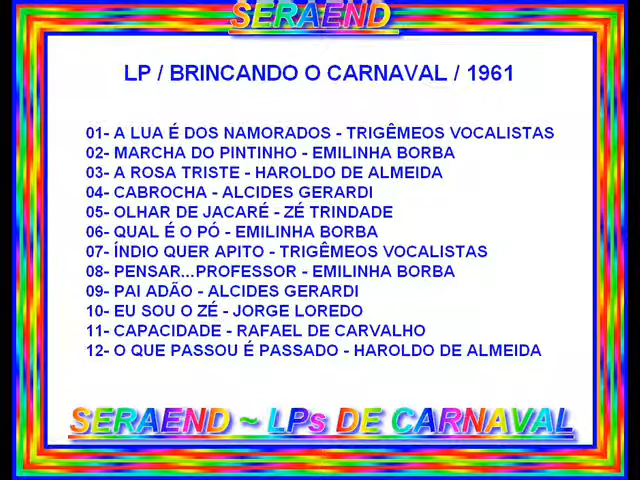 SERAEND
LP / BRINCANDO O CARNAVAL / 1961
01- A LUA É DOS NAMORADOS - TRIGÊMEOS VOCALISTAS
02- MARCHA DO PINTINHO - EMILINHA BORBA
03- A ROSA TRISTE - HAROLDO DE ALMEIDA
04- CABROCHA - ALCIDES GERARDI
05- OLHAR DE JACARÉ - ZÉ TRINDADE
06- QUAL É O PÓ - EMILINHA BORBA
07- ÍNDIO QUER APITO - TRIGÊMEOS VOCALISTAS
08- PENSAR...PROFESSOR - EMILINHA BORBA
09- PAI ADÃO - ALCIDES GERARDI
10- EU SOU O ZÉ - JORGE LOREDO
11- CAPACIDADE - RAFAEL DE CARVALHO
12- O QUE PASSOU É PASSADO - HAROLDO DE ALMEIDA
SERAEND ~ LPs DE CARNAVAL